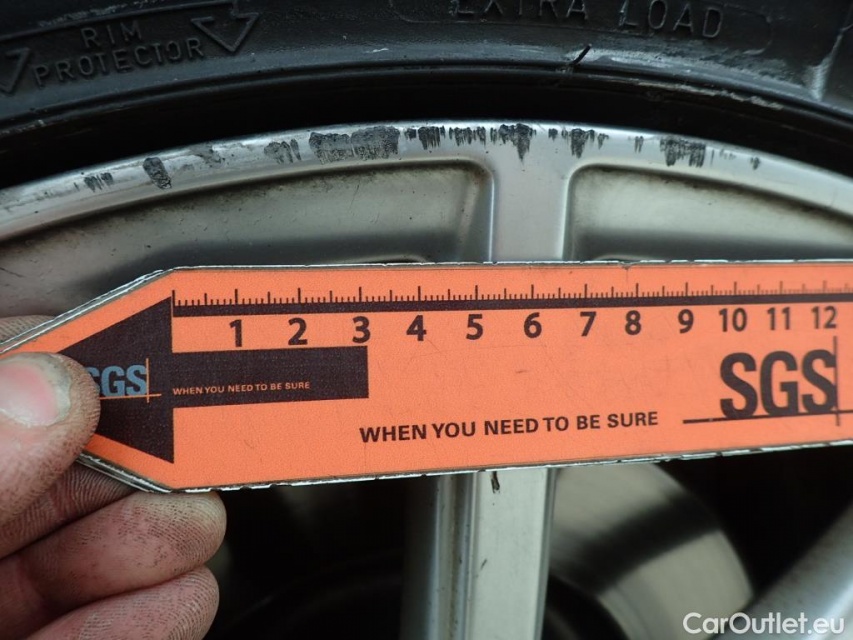 EXTRA LOAD
RIM
PROTECTOR
1 2 3 4 5 6 7 8 9 10 11 12
SGS
WHEN YOU NEED TO BE SURE
SGS
WHEN YOU NEED TO BE SURE
CarOutlet.eu